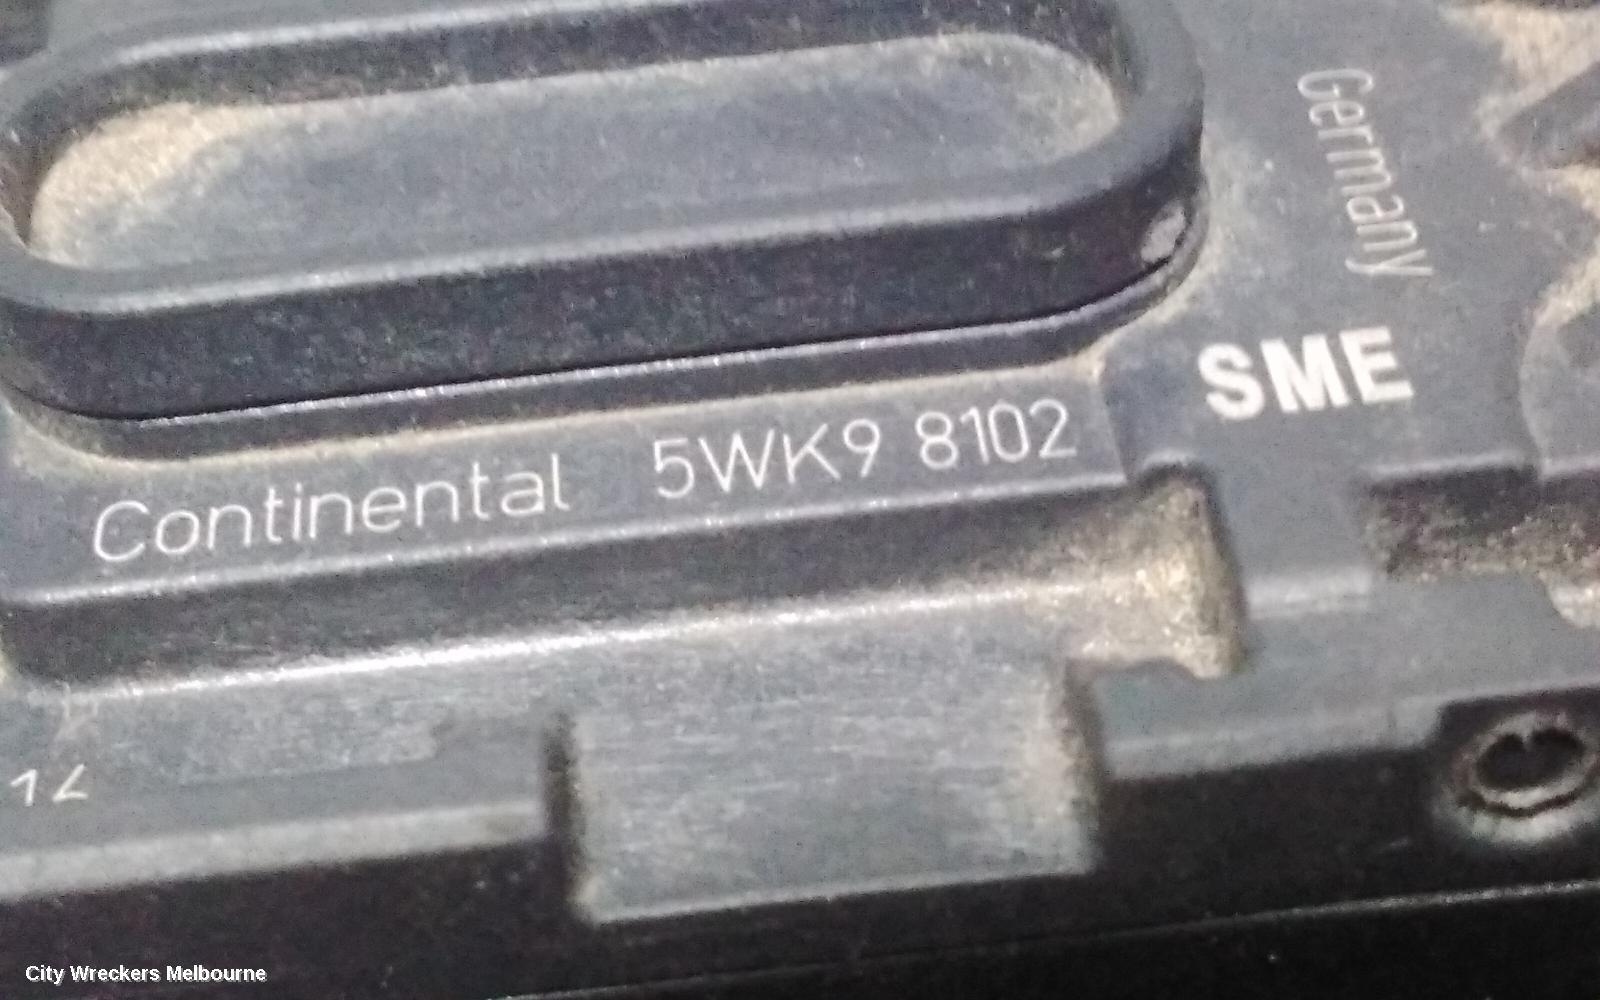 Germany
SME
Continental 5WK9 8102
City Wreckers Melbourne